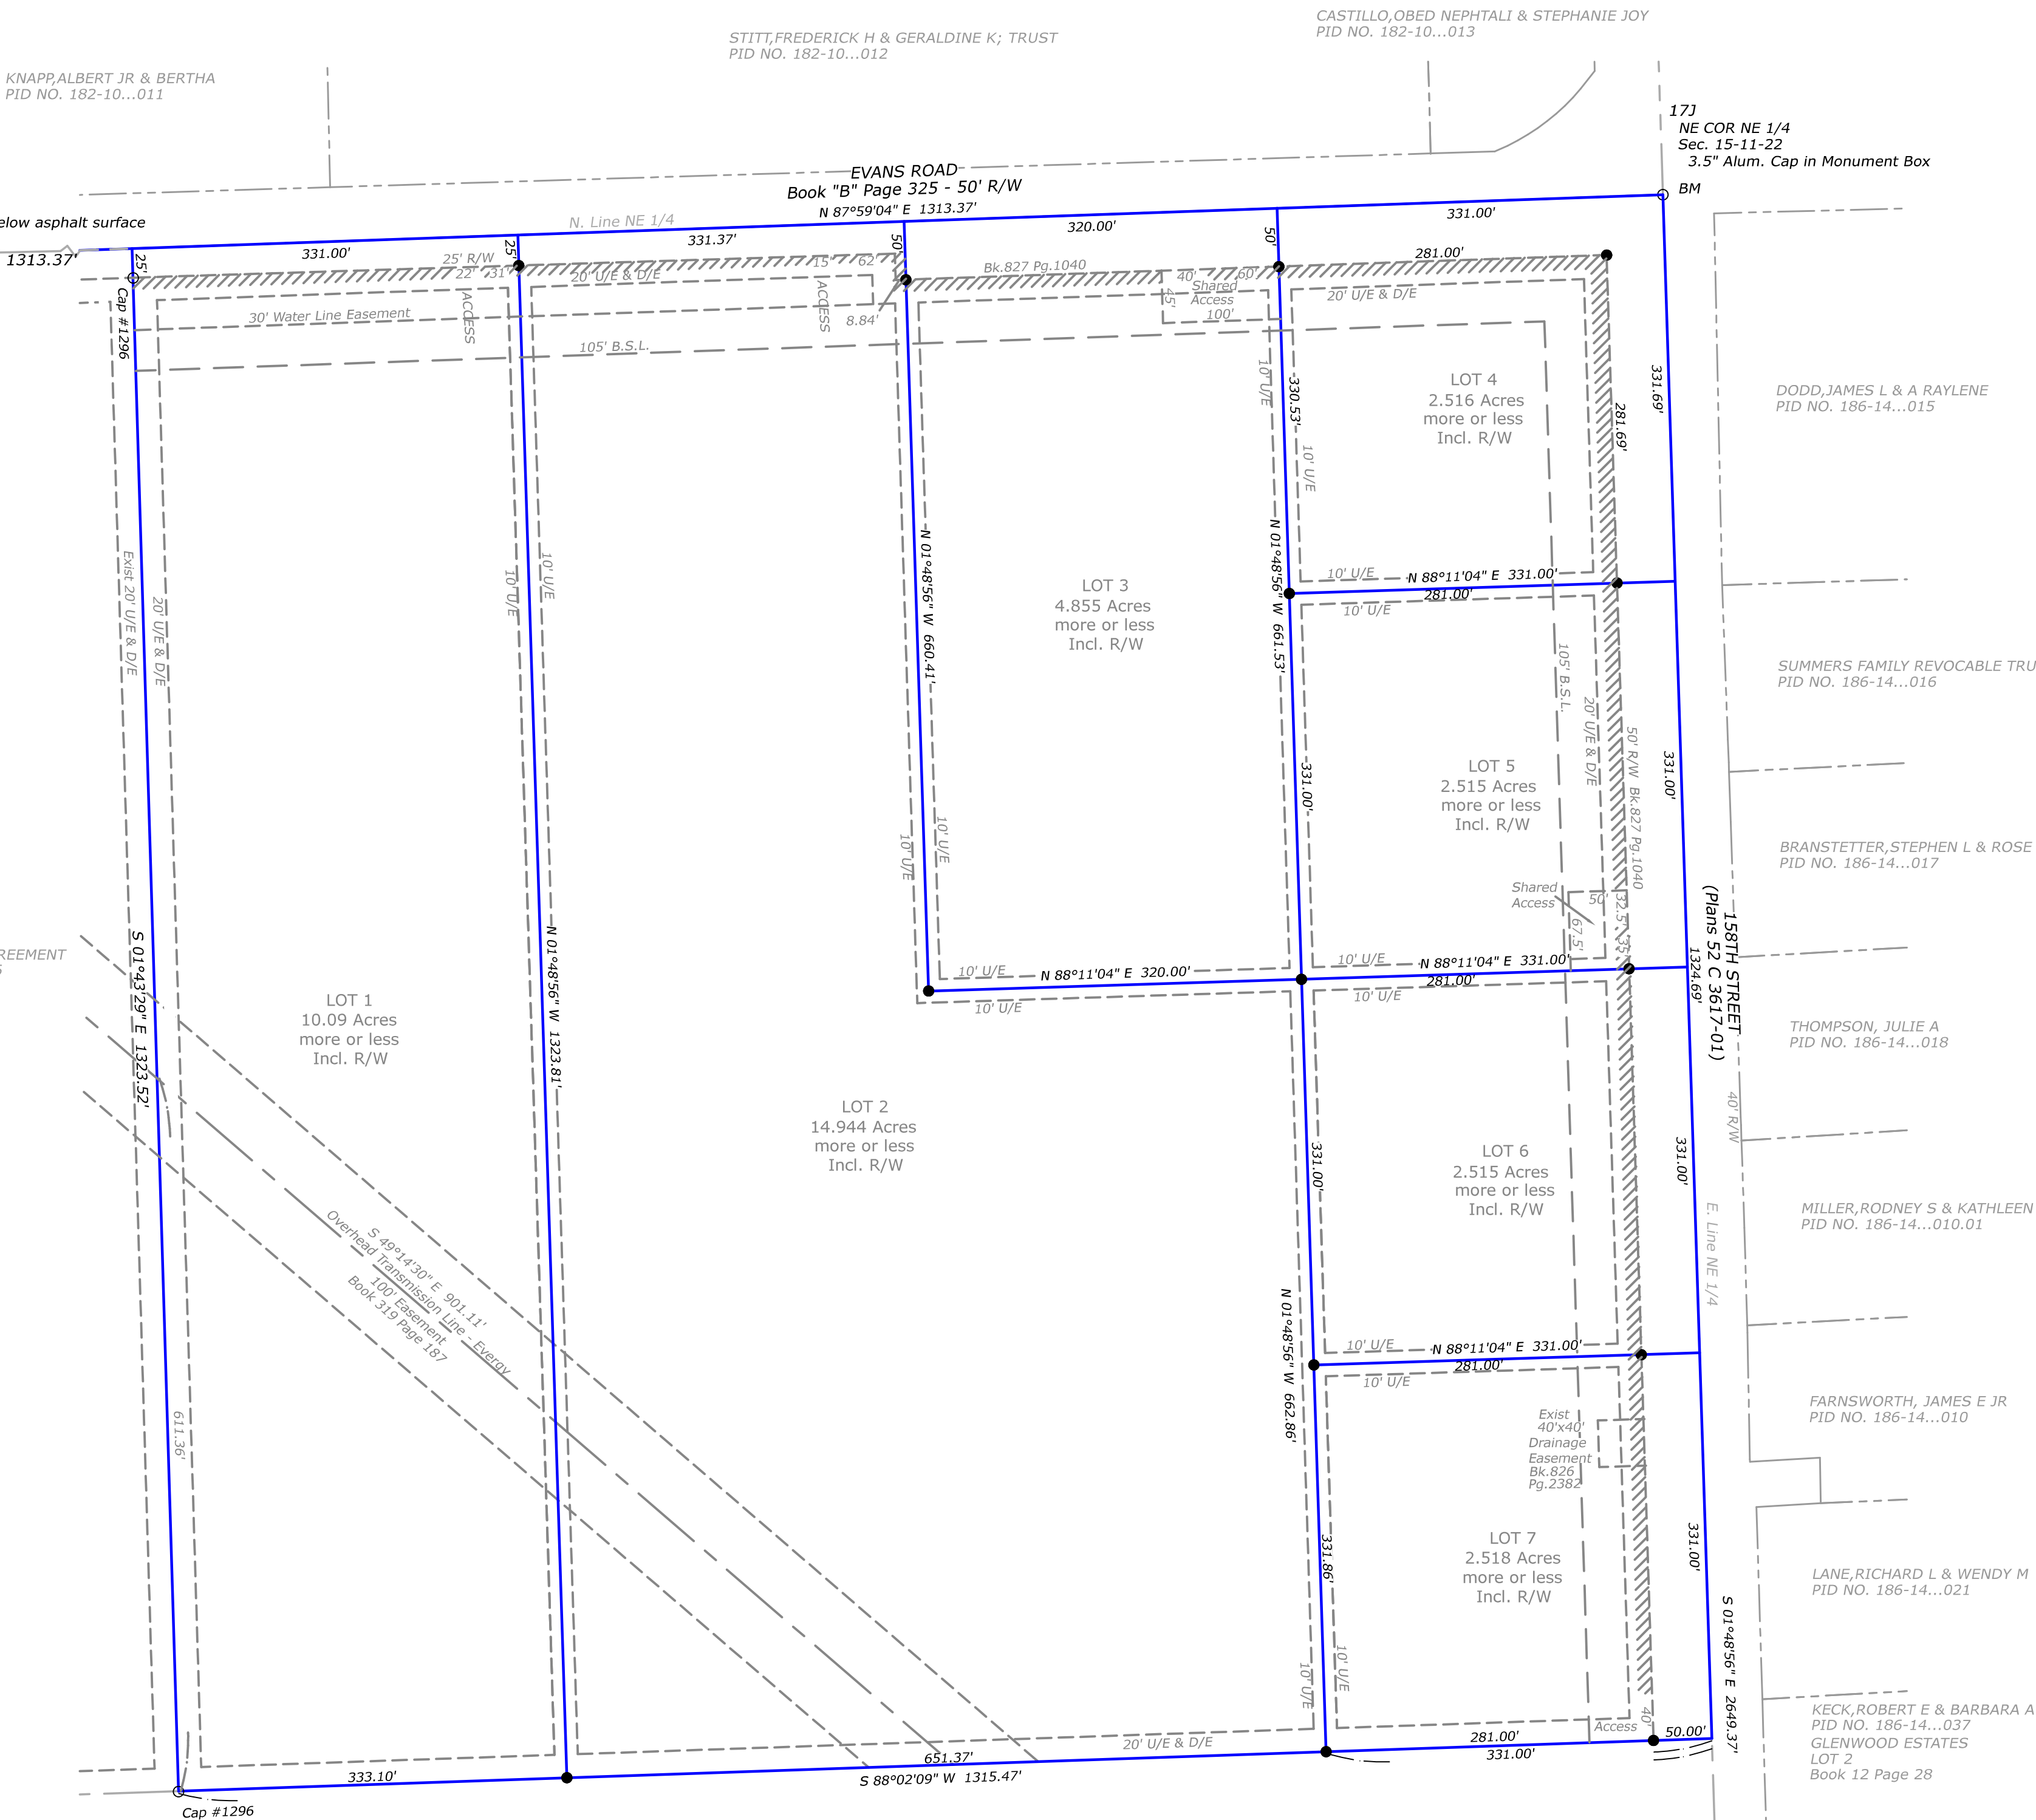 CASTILLO,OBED NEPHTALI & STEPHANIE JOY
PID NO. 182-10...013
STITT,FREDERICK H & GERALDINE K; TRUST
PID NO. 182-10...012
KNAPP,ALBERT JR & BERTHA
PID NO. 182-10...011
17J
NE COR NE 1/4
Sec. 15-11-22
3.5" Alum. Cap in Monument Box
BM
EVANS ROAD
Book "B" Page 325 - 50' R/W
N 87°59'04" E 1313.37'
N. Line NE 1/4
elow asphalt surface
1313.37'
331.00'
331.37'
320.00'
331.00'
25'
25'
50'
50'
25' R/W
22'
31'
20' U/E & D/E
15'
62'
Bk.827 Pg.1040
40'
60'
Shared
Access
100'
45'
281.00'
20' U/E & D/E
Cap #1296
30' Water Line Easement
ACCESS
ACCESS
8.84'
105' B.S.L.
10' U/E
330.53'
10' U/E
LOT 4
2.516 Acres
more or less
Incl. R/W
281.69'
331.69'
DODD,JAMES L & A RAYLENE
PID NO. 186-14...015
Exist 20' U/E & D/E
20' U/E & D/E
10' U/E
10' U/E
N 01°48'56" W 660.41'
LOT 3
4.855 Acres
more or less
Incl. R/W
N 01°48'56" W 661.53'
10' U/E
N 88°11'04" E 331.00'
281.00'
10' U/E
105' B.S.L.
20' U/E & D/E
50' R/W Bk.827 Pg.1040
SUMMERS FAMILY REVOCABLE TRU
PID NO. 186-14...016
LOT 5
2.515 Acres
more or less
Incl. R/W
331.00'
331.00'
10' U/E
10' U/E
BRANSTETTER,STEPHEN L & ROSE
PID NO. 186-14...017
Shared
Access
50'
32.5'
67.5'
35'
158TH STREET
(Plans 52 C 3617-01)
1324.69'
REEMENT
S 01°43'29" E 1323.52'
N 01°48'56" W 1323.81'
10' U/E
N 88°11'04" E 320.00'
10' U/E
10' U/E
N 88°11'04" E 331.00'
281.00'
10' U/E
LOT 1
10.09 Acres
more or less
Incl. R/W
THOMPSON, JULIE A
PID NO. 186-14...018
40' R/W
LOT 2
14.944 Acres
more or less
Incl. R/W
331.00'
LOT 6
2.515 Acres
more or less
Incl. R/W
331.00'
E. Line NE 1/4
MILLER,RODNEY S & KATHLEEN
PID NO. 186-14...010.01
S 49°14'30" E 901.11'
Overhead Transmission Line - Evergy
100' Easement
Book 319 Page 187
N 01°48'56" W 662.86'
10' U/E
N 88°11'04" E 331.00'
281.00'
10' U/E
FARNSWORTH, JAMES E JR
PID NO. 186-14...010
611.36'
Exist
40'x40'
Drainage
Easement
Bk.826
Pg.2382
331.86'
LOT 7
2.518 Acres
more or less
Incl. R/W
331.00'
LANE,RICHARD L & WENDY M
PID NO. 186-14...021
10' U/E
10' U/E
S 01°48'56" E 2649.37'
KECK,ROBERT E & BARBARA A
PID NO. 186-14...037
GLENWOOD ESTATES
LOT 2
Book 12 Page 28
40'
Access
50.00'
281.00'
331.00'
20' U/E & D/E
651.37'
S 88°02'09" W 1315.47'
333.10'
Cap #1296